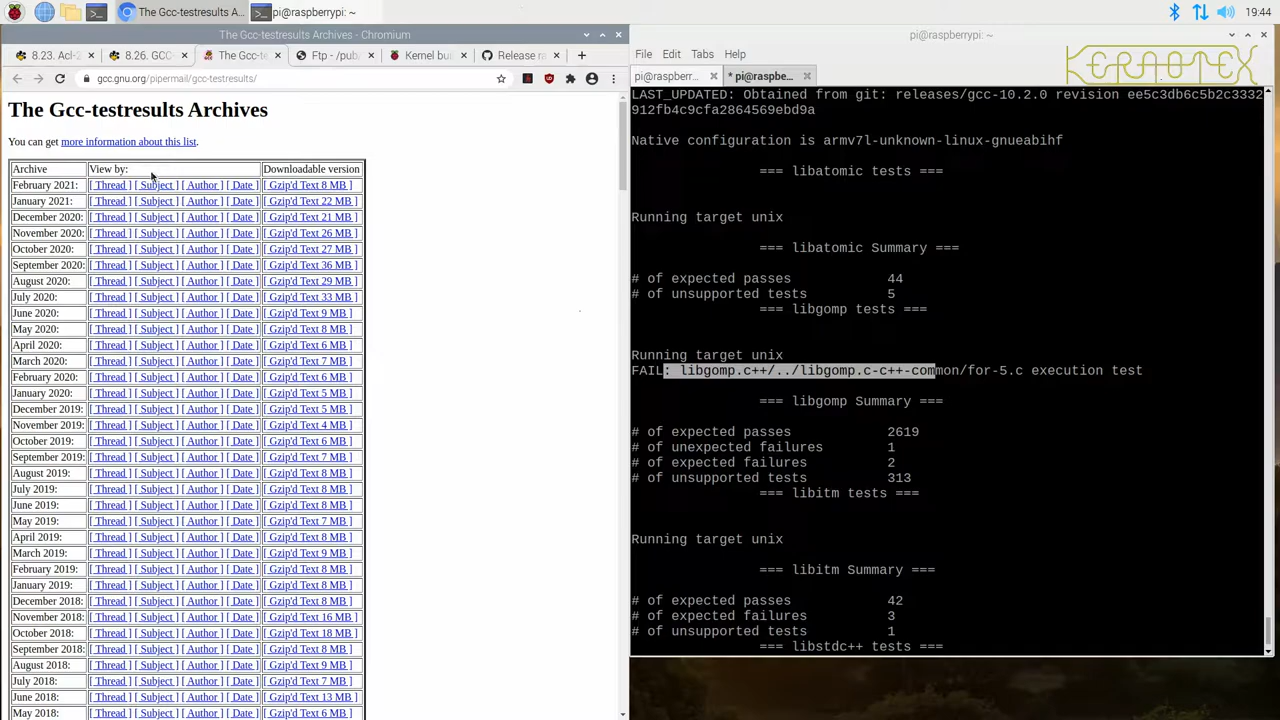 The Gcc-testresults A...
pi@raspberrypi: ~
19:44
The Gcc-testresults Archives - Chromium
8.23. Acl-2
8.26. GCC-
The Gcc-te
Ftp - /pub/
Kernel bu
Release ra
gcc.gnu.org/pipermail/gcc-testresults/
The Gcc-testresults Archives
You can get more information about this list.
Archive View by: Downloadable version
February 2021: [ Thread ] [ Subject ] [ Author ] [ Date ] [ Gzip'd Text 8 MB ]
January 2021: [ Thread ] [ Subject ] [ Author ] [ Date ] [ Gzip'd Text 22 MB ]
December 2020: [ Thread ] [ Subject ] [ Author ] [ Date ] [ Gzip'd Text 21 MB ]
November 2020: [ Thread ] [ Subject ] [ Author ] [ Date ] [ Gzip'd Text 26 MB ]
October 2020: [ Thread ] [ Subject ] [ Author ] [ Date ] [ Gzip'd Text 27 MB ]
September 2020: [ Thread ] [ Subject ] [ Author ] [ Date ] [ Gzip'd Text 36 MB ]
August 2020: [ Thread ] [ Subject ] [ Author ] [ Date ] [ Gzip'd Text 29 MB ]
July 2020: [ Thread ] [ Subject ] [ Author ] [ Date ] [ Gzip'd Text 33 MB ]
June 2020: [ Thread ] [ Subject ] [ Author ] [ Date ] [ Gzip'd Text 9 MB ]
May 2020: [ Thread ] [ Subject ] [ Author ] [ Date ] [ Gzip'd Text 8 MB ]
April 2020: [ Thread ] [ Subject ] [ Author ] [ Date ] [ Gzip'd Text 6 MB ]
March 2020: [ Thread ] [ Subject ] [ Author ] [ Date ] [ Gzip'd Text 7 MB ]
February 2020: [ Thread ] [ Subject ] [ Author ] [ Date ] [ Gzip'd Text 6 MB ]
January 2020: [ Thread ] [ Subject ] [ Author ] [ Date ] [ Gzip'd Text 5 MB ]
December 2019: [ Thread ] [ Subject ] [ Author ] [ Date ] [ Gzip'd Text 5 MB ]
November 2019: [ Thread ] [ Subject ] [ Author ] [ Date ] [ Gzip'd Text 4 MB ]
October 2019: [ Thread ] [ Subject ] [ Author ] [ Date ] [ Gzip'd Text 6 MB ]
September 2019: [ Thread ] [ Subject ] [ Author ] [ Date ] [ Gzip'd Text 7 MB ]
August 2019: [ Thread ] [ Subject ] [ Author ] [ Date ] [ Gzip'd Text 8 MB ]
July 2019: [ Thread ] [ Subject ] [ Author ] [ Date ] [ Gzip'd Text 8 MB ]
June 2019: [ Thread ] [ Subject ] [ Author ] [ Date ] [ Gzip'd Text 8 MB ]
May 2019: [ Thread ] [ Subject ] [ Author ] [ Date ] [ Gzip'd Text 7 MB ]
April 2019: [ Thread ] [ Subject ] [ Author ] [ Date ] [ Gzip'd Text 8 MB ]
March 2019: [ Thread ] [ Subject ] [ Author ] [ Date ] [ Gzip'd Text 9 MB ]
February 2019: [ Thread ] [ Subject ] [ Author ] [ Date ] [ Gzip'd Text 8 MB ]
January 2019: [ Thread ] [ Subject ] [ Author ] [ Date ] [ Gzip'd Text 8 MB ]
December 2018: [ Thread ] [ Subject ] [ Author ] [ Date ] [ Gzip'd Text 8 MB ]
November 2018: [ Thread ] [ Subject ] [ Author ] [ Date ] [ Gzip'd Text 16 MB ]
October 2018: [ Thread ] [ Subject ] [ Author ] [ Date ] [ Gzip'd Text 18 MB ]
September 2018: [ Thread ] [ Subject ] [ Author ] [ Date ] [ Gzip'd Text 8 MB ]
August 2018: [ Thread ] [ Subject ] [ Author ] [ Date ] [ Gzip'd Text 9 MB ]
July 2018: [ Thread ] [ Subject ] [ Author ] [ Date ] [ Gzip'd Text 7 MB ]
June 2018: [ Thread ] [ Subject ] [ Author ] [ Date ] [ Gzip'd Text 13 MB ]
May 2018: [ Thread ] [ Subject ] [ Author ] [ Date ] [ Gzip'd Text 6 MB ]
pi@raspberrypi: ~
File Edit Tabs Help
KERNOTEX
pi@raspberr...
* pi@raspbe...
LAST_UPDATED: Obtained from git: releases/gcc-10.2.0 revision ee5c3db6c5b2c3332
912fb4c9cfa2864569ebd9a
Native configuration is armv7l-unknown-linux-gnueabihf
=== libatomic tests ===
Running target unix
=== libatomic Summary ===
# of expected passes 44
# of unsupported tests 5
=== libgomp tests ===
Running target unix
FAIL: libgomp.c++/../libgomp.c-c++-common/for-5.c execution test
=== libgomp Summary ===
# of expected passes 2619
# of unexpected failures 1
# of expected failures 2
# of unsupported tests 313
=== libitm tests ===
Running target unix
=== libitm Summary ===
# of expected passes 42
# of expected failures 3
# of unsupported tests 1
=== libstdc++ tests ===